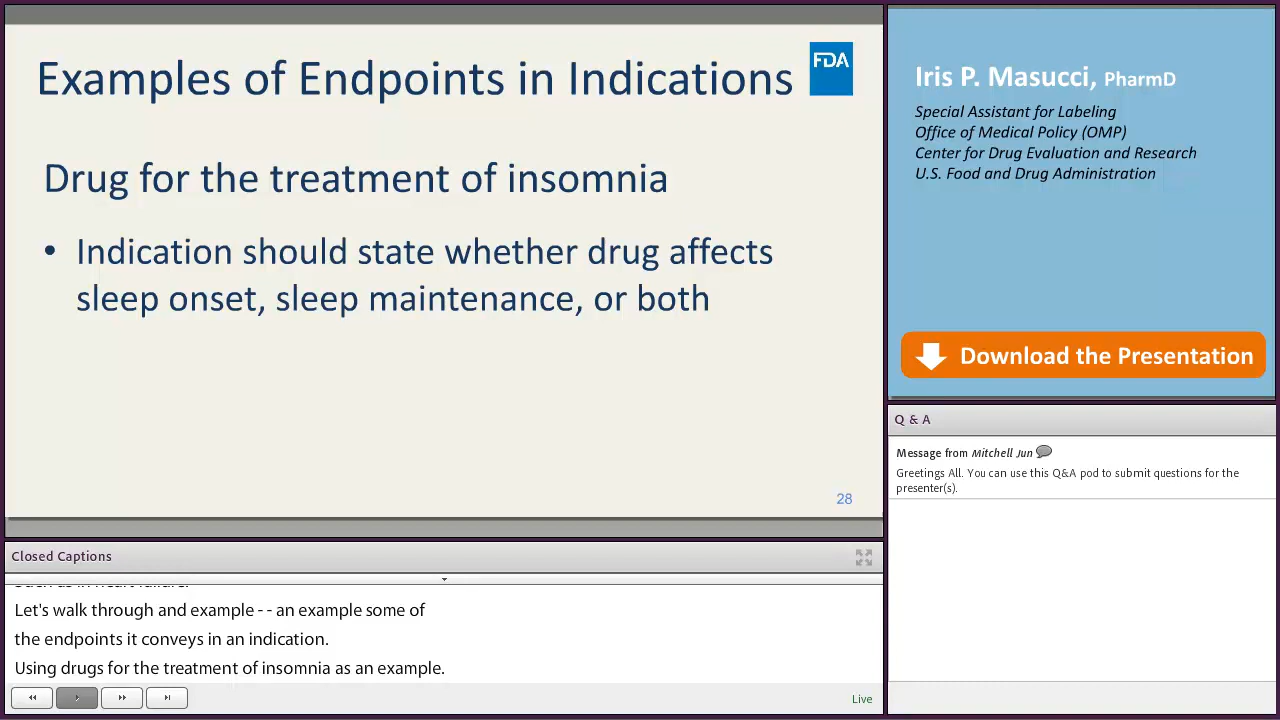 Examples of Endpoints in Indications
FDA
Drug for the treatment of insomnia
• Indication should state whether drug affects
sleep onset, sleep maintenance, or both
28
Iris P. Masucci, PharmD
Special Assistant for Labeling
Office of Medical Policy (OMP)
Center for Drug Evaluation and Research
U.S. Food and Drug Administration
Download the Presentation
Q & A
Message from Mitchell Jun
Greetings All. You can use this Q&A pod to submit questions for the
presenter(s).
Closed Captions
Let's walk through and example - - an example some of
the endpoints it conveys in an indication.
Using drugs for the treatment of insomnia as an example.
Live